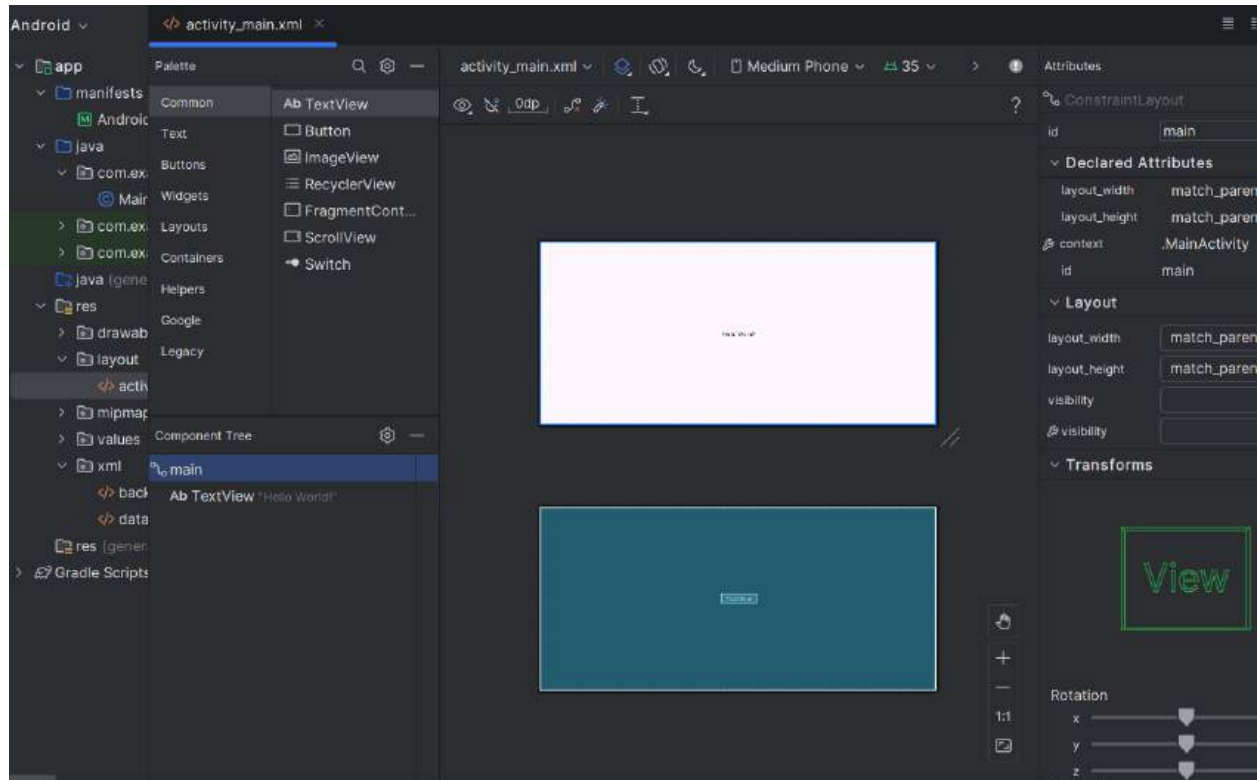 Android
activity_main.xml
app
manifests
Android
java
com.ex
Main
com.ex
com.ex
java (gene
res
drawab
layout
activ
mipmap
values
xml
back
data
res (gener
Gradle Scripts
Palette
Common
Text
Buttons
Widgets
Layouts
Containers
Helpers
Google
Legacy
Ab TextView
Button
ImageView
RecyclerView
FragmentCont...
ScrollView
Switch
Component Tree
main
Ab TextView "Hello World!"
activity_main.xml
Medium Phone
35
0dp
?
View
1:1
Attributes
ConstraintLayout
id main
Declared Attributes
layout_width match_paren
layout_height match_paren
context .MainActivity
id main
Layout
layout_width match_paren
layout_height match_paren
visibility
visibility
Transforms
Rotation
x
y
z